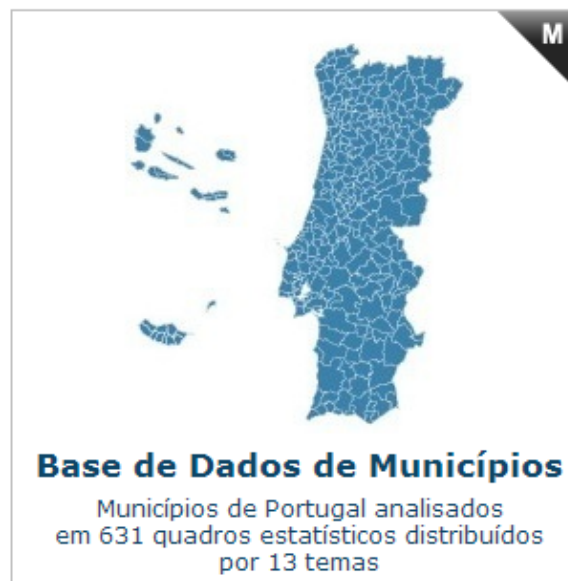 M
Base de Dados de Municípios
Municípios de Portugal analisados
em 631 quadros estatísticos distribuídos
por 13 temas